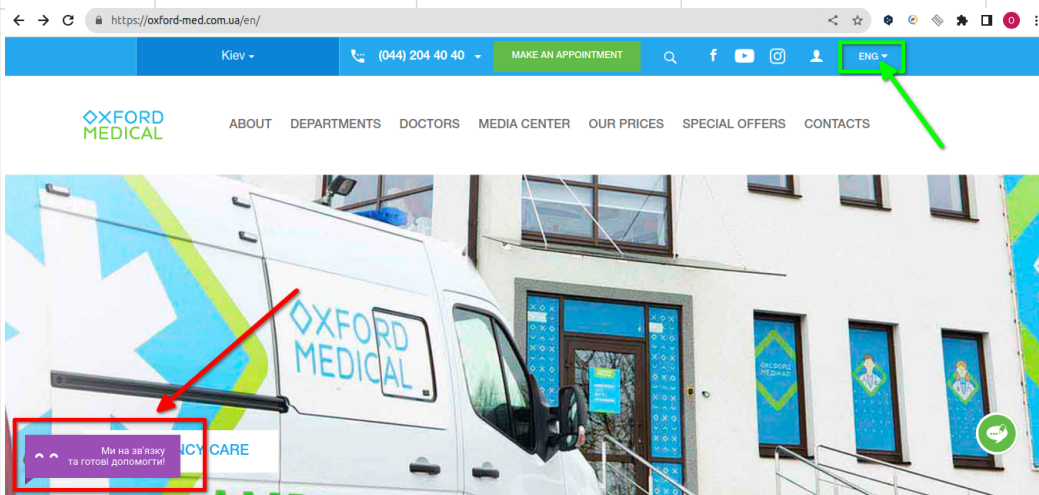 https://oxford-med.com.ua/en/
O
Kiev
(044) 204 40 40
MAKE AN APPOINTMENT
f
ENG
OXFORD
MEDICAL
ABOUT
DEPARTMENTS
DOCTORS
MEDIA CENTER
OUR PRICES
SPECIAL OFFERS
CONTACTS
OXFORD
MEDICAL
ОКСФОРД
МЕДІКАЛ
NCY CARE
Ми на зв'язку
та готові допомогти!